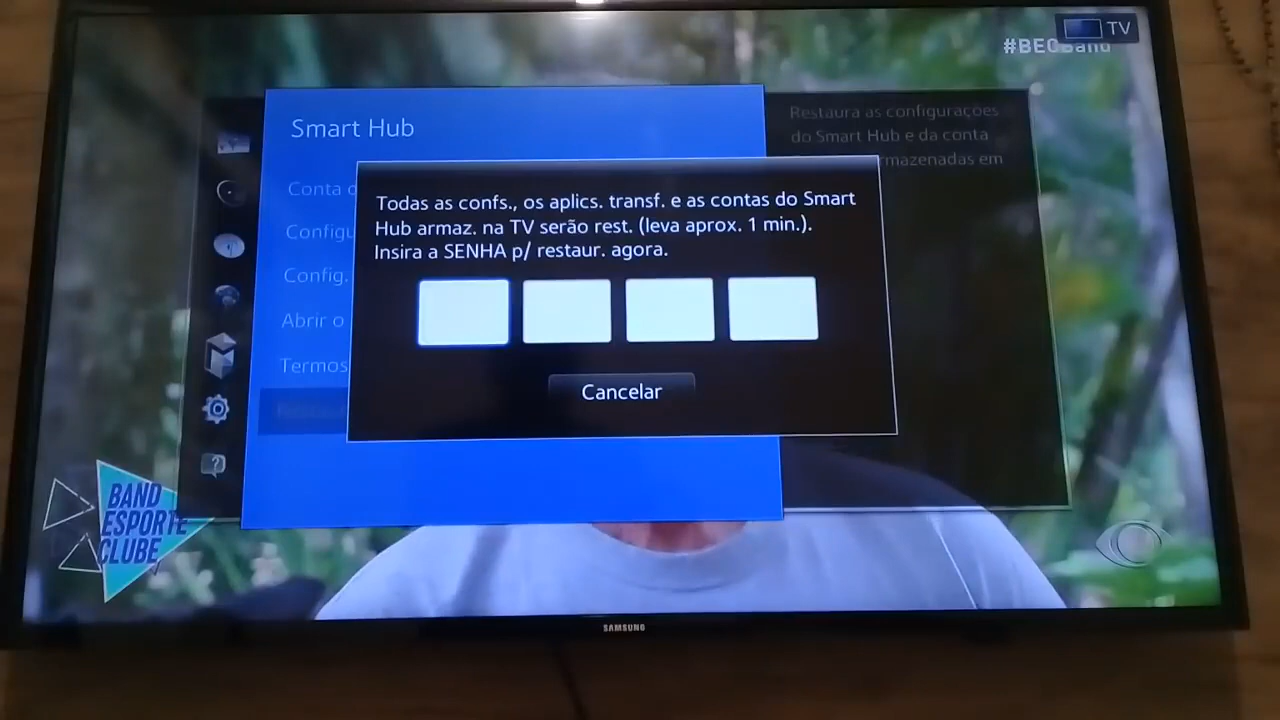 TV
#BECBand
Smart Hub
Restaura as configurações
do Smart Hub e da conta
rmazenadas em
Conta d
Configu
Config.
Abrir o
Termos
Todas as confs., os aplics. transf. e as contas do Smart
Hub armaz. na TV serão rest. (leva aprox. 1 min.).
Insira a SENHA p/ restaur. agora.
Cancelar
BAND
ESPORTE
CLUBE
SAMSUNG